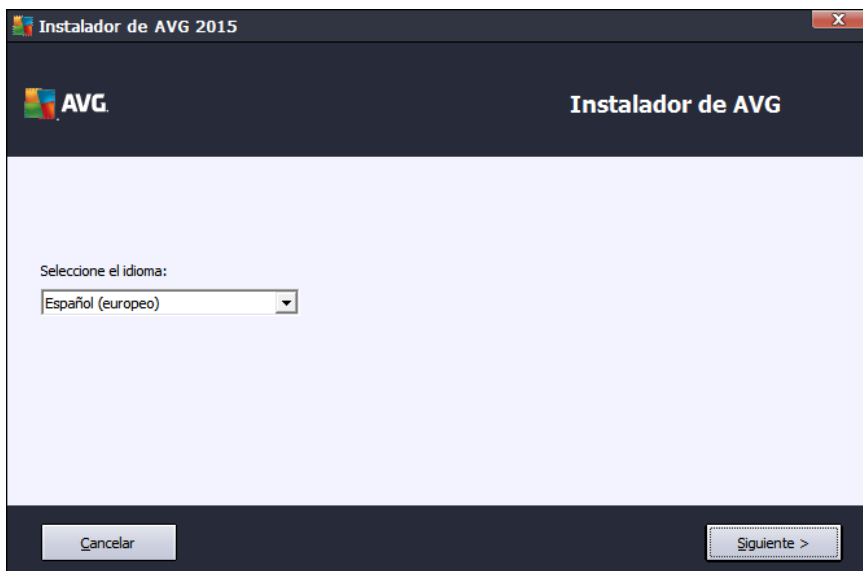 Instalador de AVG 2015
AVG.
Instalador de AVG
Seleccione el idioma:
Español (europeo)
Cancelar
Siguiente >